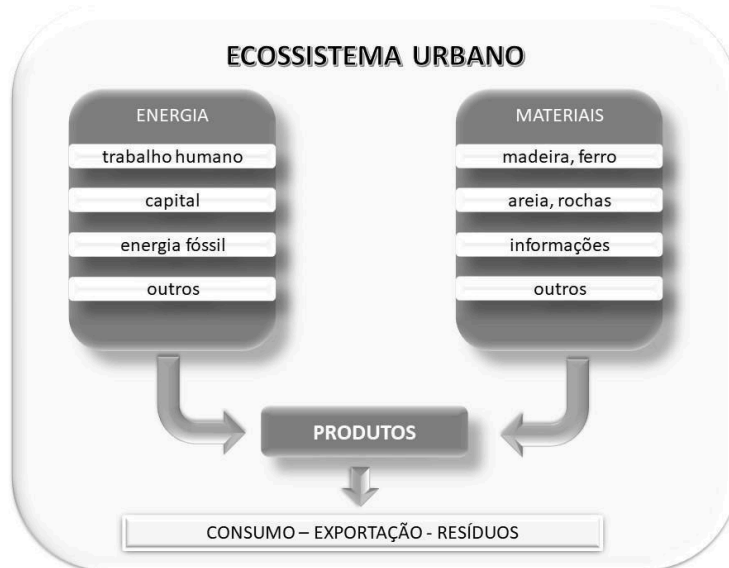 ECOSSISTEMA URBANO
ENERGIA
trabalho humano
capital
energia fóssil
outros
MATERIAIS
madeira, ferro
areia, rochas
informações
outros
PRODUTOS
CONSUMO – EXPORTAÇÃO - RESÍDUOS